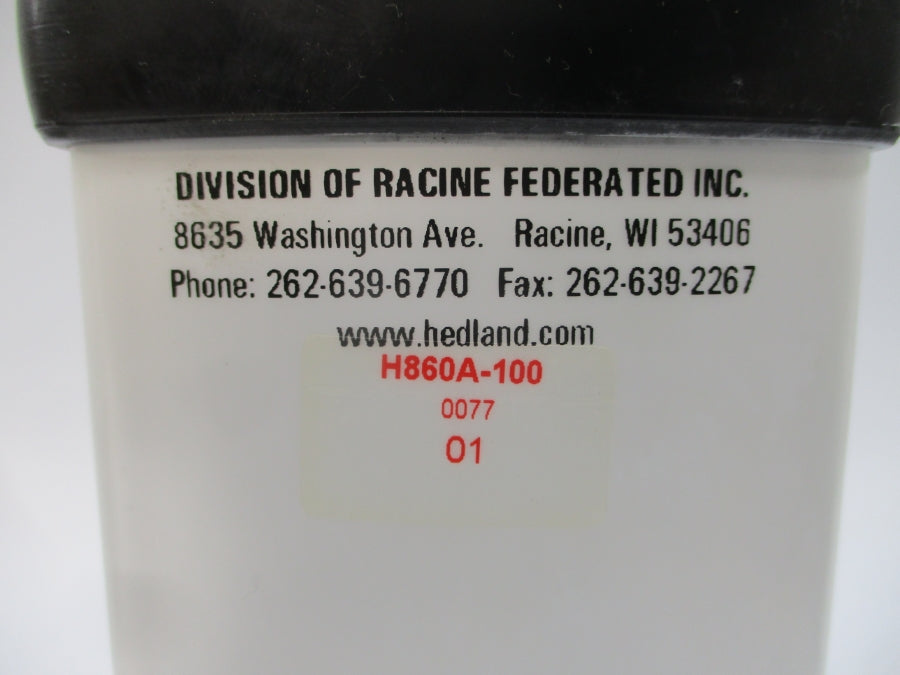 DIVISION OF RACINE FEDERATED INC.
8635 Washington Ave. Racine, WI 53406
Phone: 262-639-6770 Fax: 262-639-2267
www.hedland.com
H860A-100
0077
O1